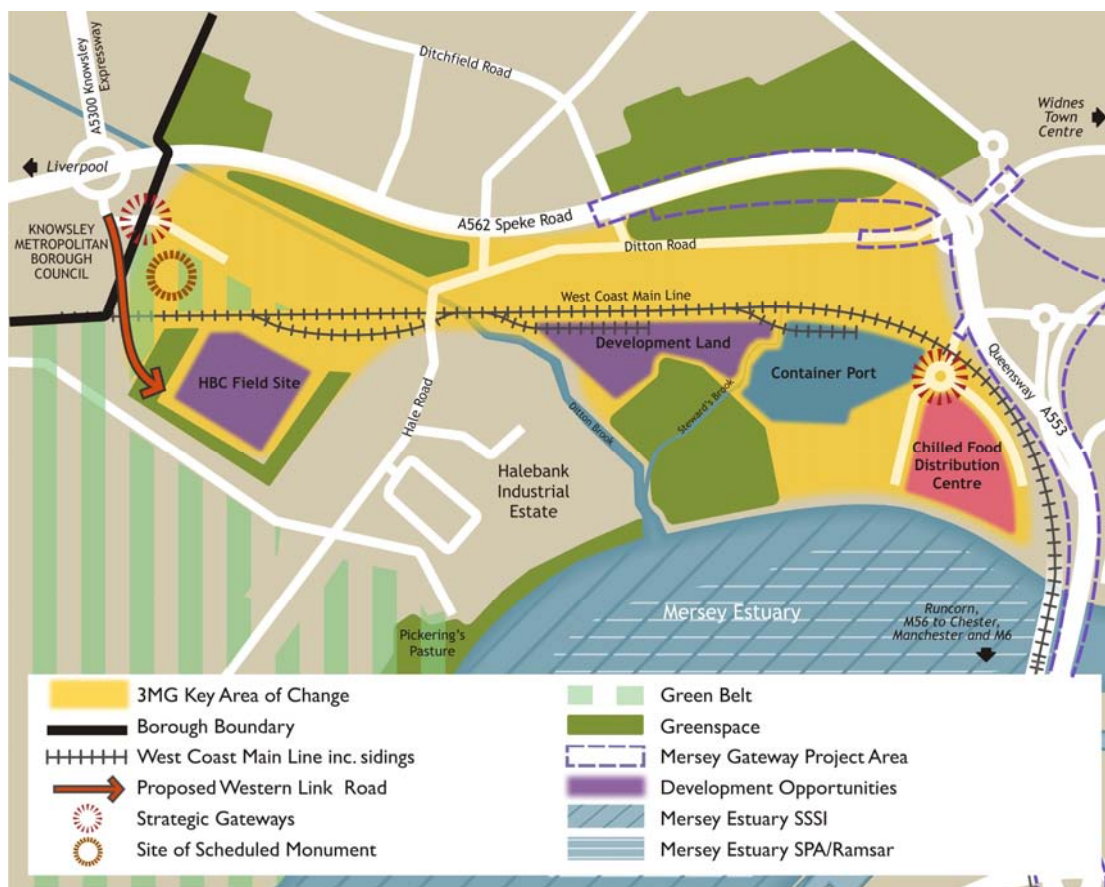 A5300 Knowsley
Expressway
Ditchfield Road
Widnes
Town
Centre
Liverpool
KNOWSLEY
METROPOLITAN
BOROUGH
COUNCIL
A562 Speke Road
Ditton Road
West Coast Main Line
Development Land
Container Port
HBC Field Site
Hale Road
Ditton Brook
Steward's Brook
Queensway A553
Chilled Food
Distribution
Centre
Halebank
Industrial
Estate
Mersey Estuary
Pickering's
Pasture
Runcorn,
M56 to Chester,
Manchester and M6
3MG Key Area of Change
Borough Boundary
West Coast Main Line inc. sidings
Proposed Western Link Road
Strategic Gateways
Site of Scheduled Monument
Green Belt
Greenspace
Mersey Gateway Project Area
Development Opportunities
Mersey Estuary SSSI
Mersey Estuary SPA/Ramsar